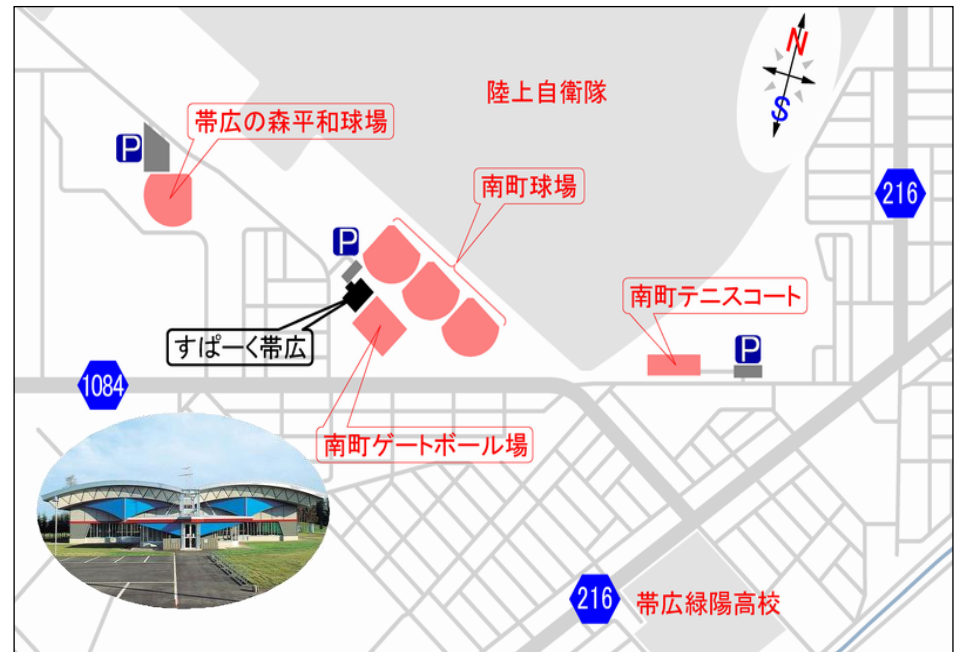 N
S
陸上自衛隊
帯広の森平和球場
P
南町球場
216
P
南町テニスコート
すぱーく帯広
P
1084
南町ゲートボール場
216
帯広緑陽高校